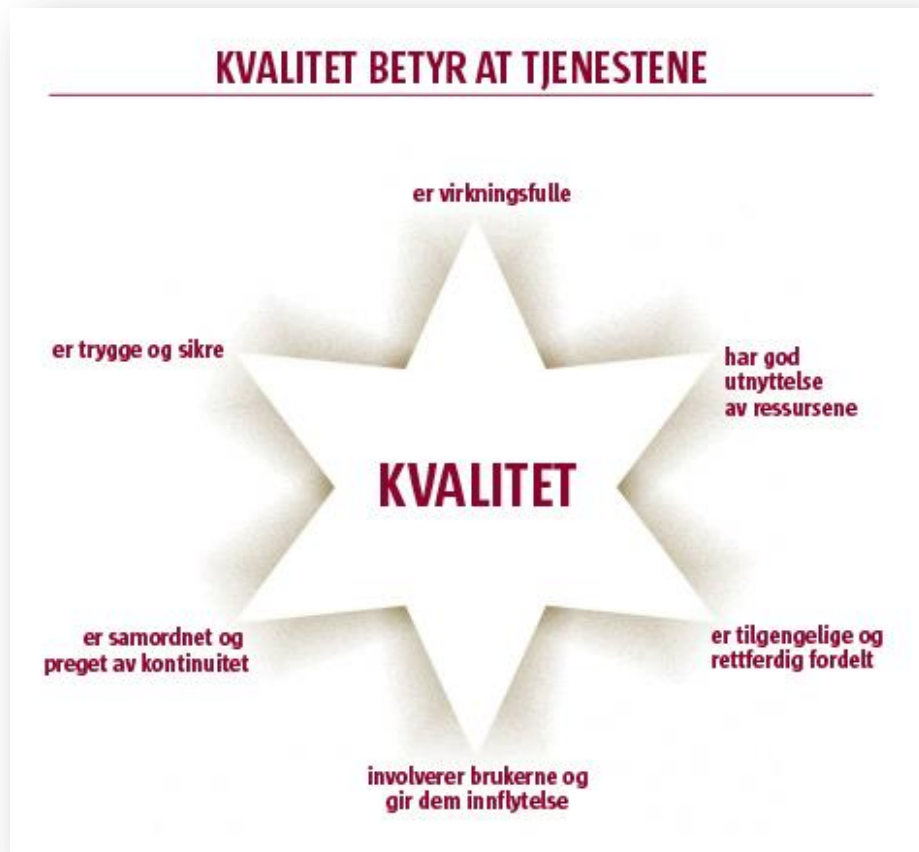 KVALITET BETYR AT TJENESTENE
er virkningsfulle
er trygge og sikre
har god
utnyttelse
av ressursene
KVALITET
er samordnet og
preget av kontinuitet
er tilgengelige og
rettferdig fordelt
involverer brukerne og
gir dem innflytelse